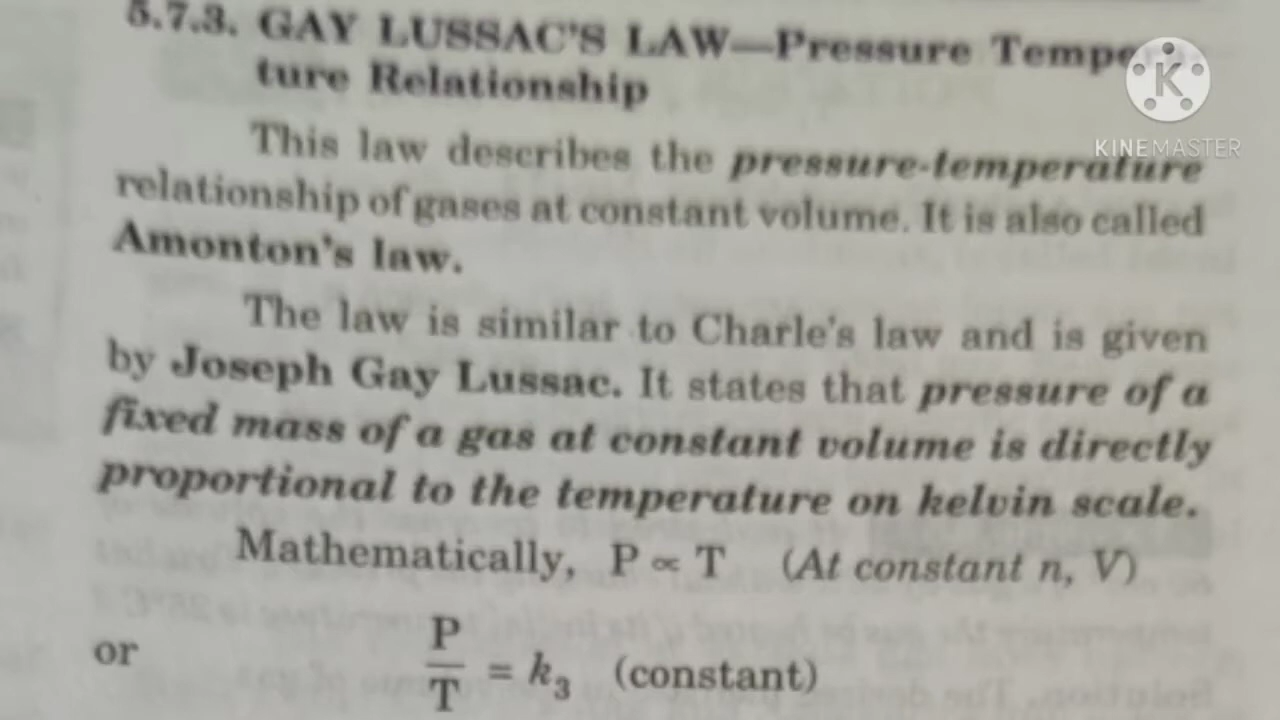 5.7.3. GAY LUSSAC'S LAW—Pressure Tempera-
ture Relationship
K
KINEMASTER
This law describes the pressure-temperature
relationship of gases at constant volume. It is also called
Amonton's law.
The law is similar to Charle's law and is given
by Joseph Gay Lussac. It states that pressure of a
fixed mass of a gas at constant volume is directly
proportional to the temperature on kelvin scale.
Mathematically, P ∝ T (At constant n, V)
or P/T = k₃ (constant)